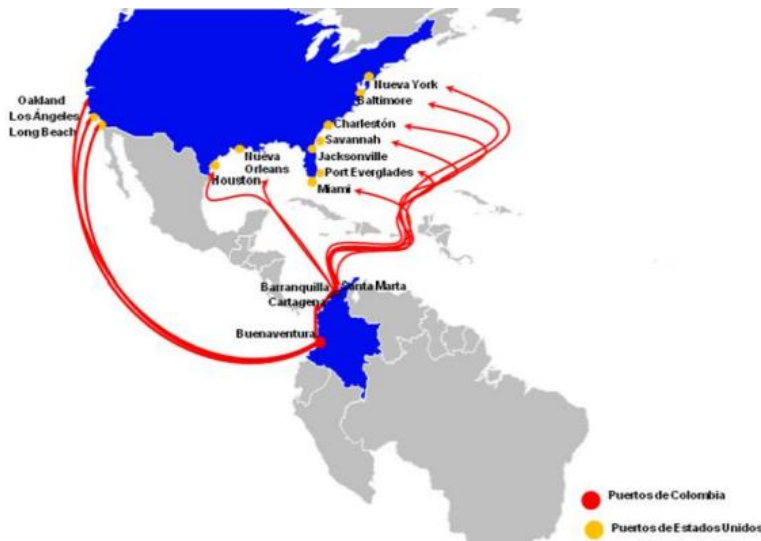 Nueva York
Baltimore
Oakland
Los Ángeles
Long Beach
Charlestón
Savannah
Jacksonville
Nueva
Orleans
Port Everglades
Houstón
Miami
Barranquilla
Santa Marta
Cartagena
Buenaventura
Puertos de Colombia
Puertos de Estados Unidos